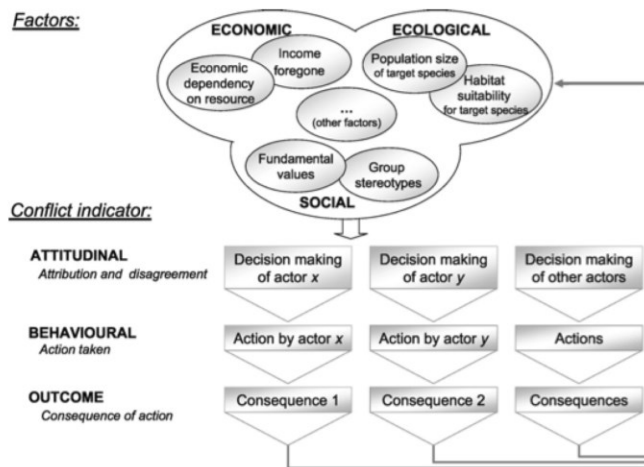 Factors:
ECONOMIC
ECOLOGICAL
Income
foregone
Economic
dependency
on resource
Population size
of target species
Habitat
suitability
for target species
...
(other factors)
Fundamental
values
Group
stereotypes
SOCIAL
Conflict indicator:
ATTITUDINAL
Attribution and disagreement
Decision making
of actor x
Decision making
of actor y
Decision making
of other actors
BEHAVIOURAL
Action taken
Action by actor x
Action by actor y
Actions
OUTCOME
Consequence of action
Consequence 1
Consequence 2
Consequences